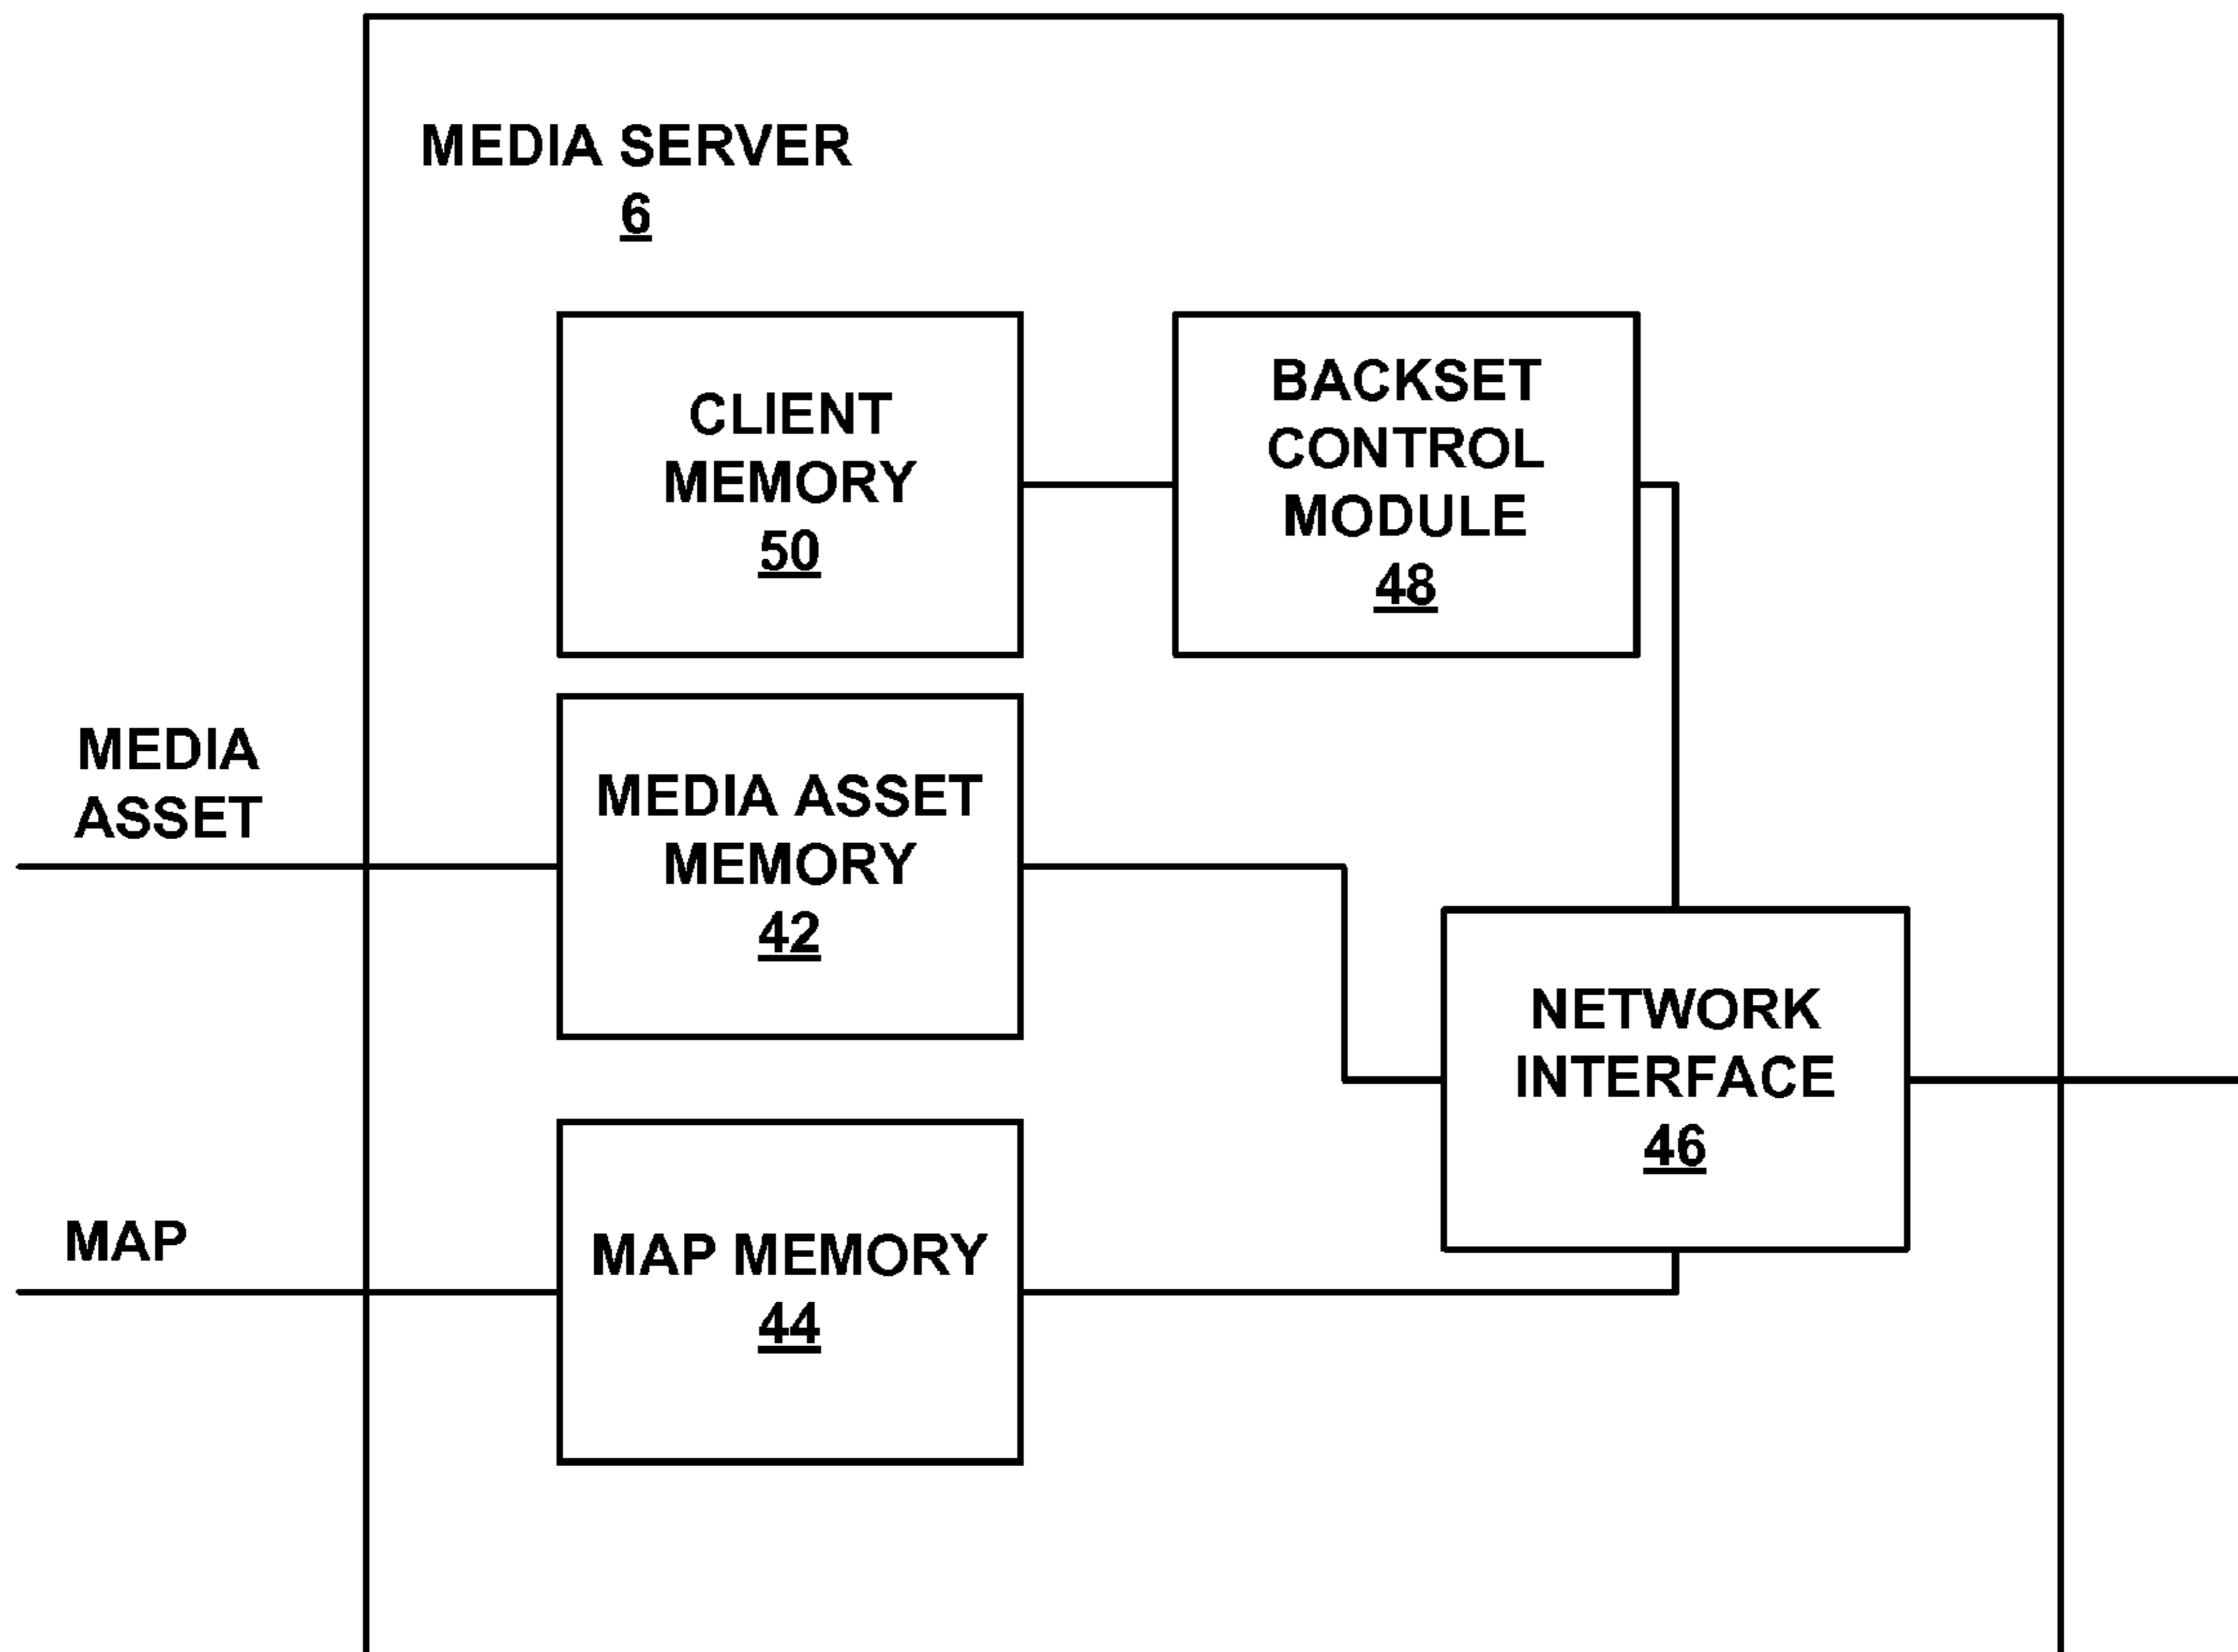 MEDIA SERVER
6
CLIENT
MEMORY
50
BACKSET
CONTROL
MODULE
48
MEDIA
ASSET
MEDIA ASSET
MEMORY
42
NETWORK
INTERFACE
46
MAP
MAP MEMORY
44